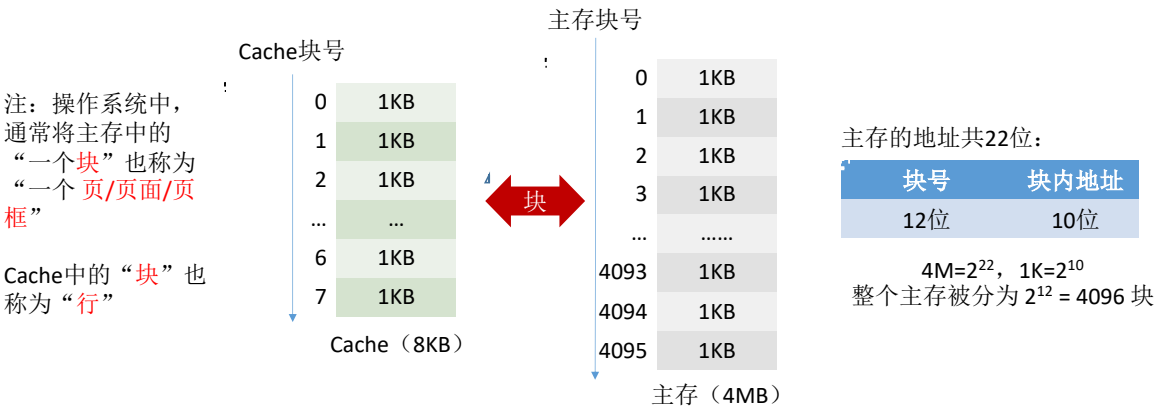 注：操作系统中，
通常将主存中的
“一个块”也称为
“一个 页/页面/页
框”
Cache中的“块”也
称为“行”
Cache块号
0 1KB
1 1KB
2 1KB
... ...
6 1KB
7 1KB
Cache（8KB）
块
主存块号
0 1KB
1 1KB
2 1KB
3 1KB
... ……
4093 1KB
4094 1KB
4095 1KB
主存（4MB）
主存的地址共22位：
块号 块内地址
12位 10位
4M=2²²，1K=2¹⁰
整个主存被分为 2¹² = 4096 块